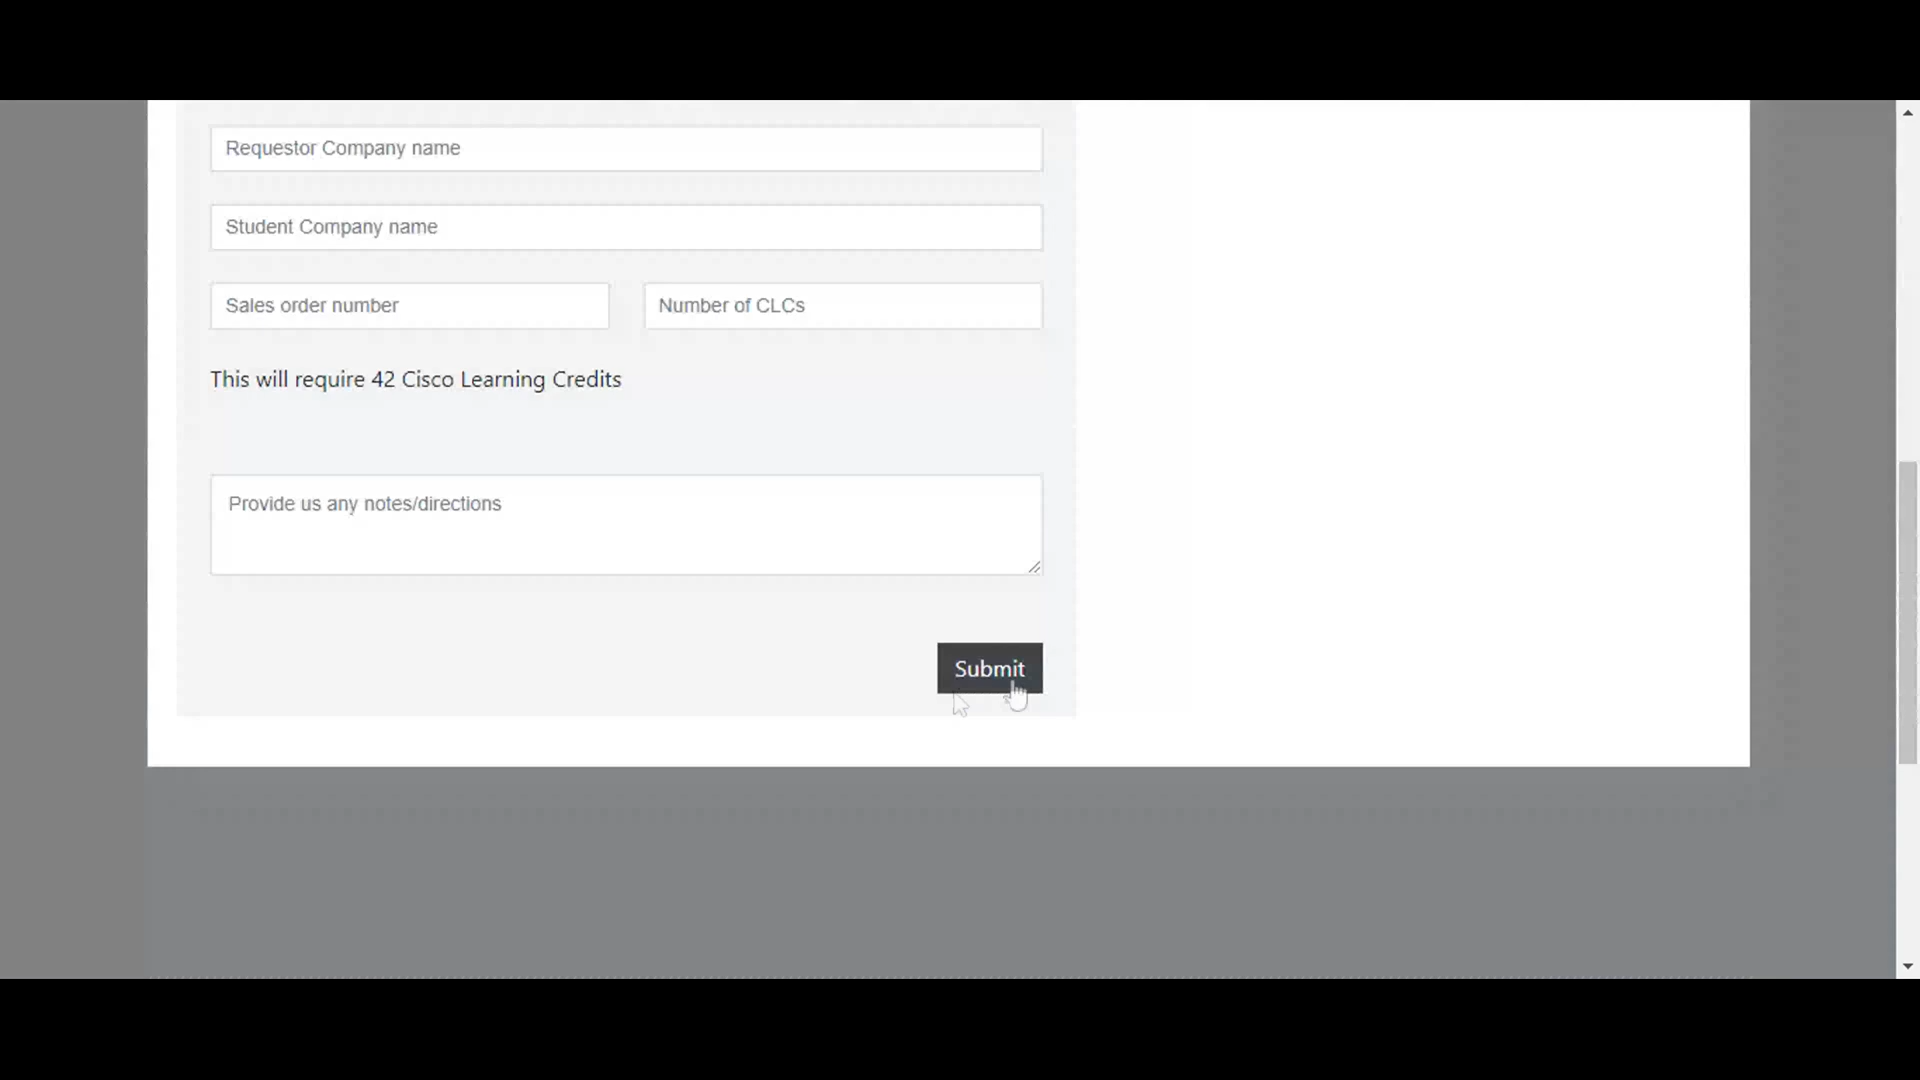 Requestor Company name
Student Company name
Sales order number
Number of CLCs
This will require 42 Cisco Learning Credits
Provide us any notes/directions
Submit